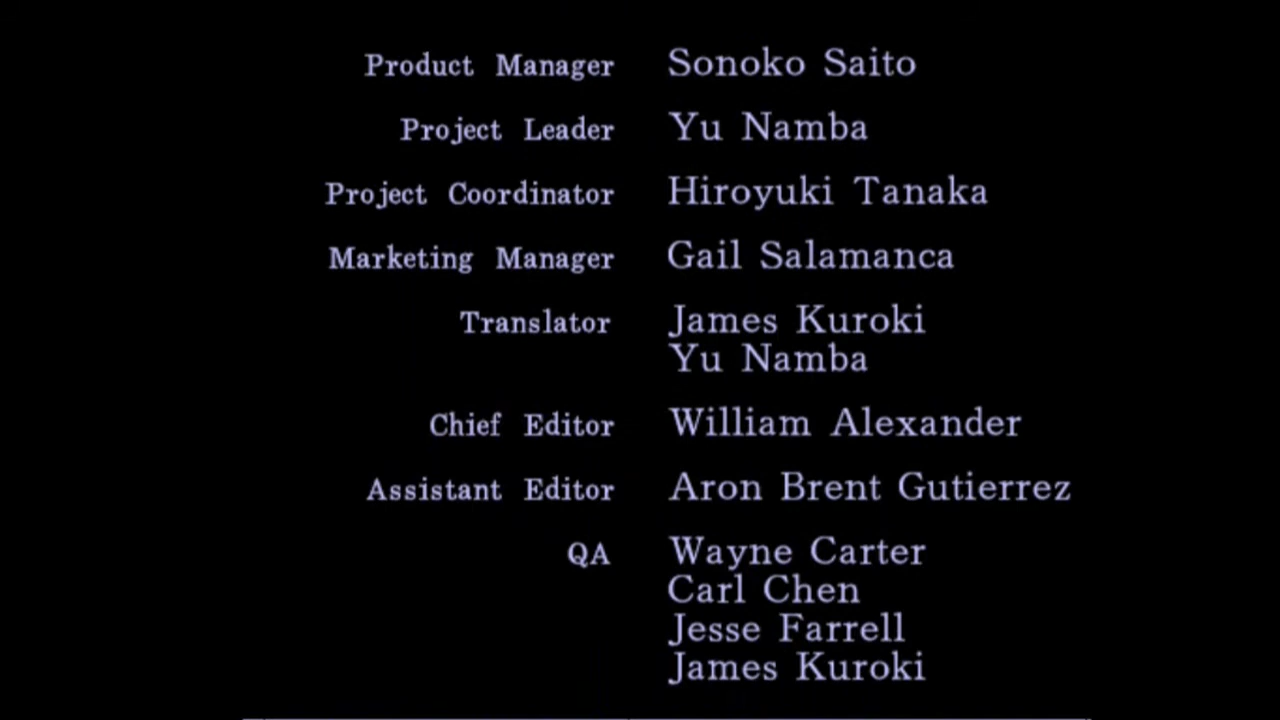 Product Manager Sonoko Saito
Project Leader Yu Namba
Project Coordinator Hiroyuki Tanaka
Marketing Manager Gail Salamanca
Translator James Kuroki
Yu Namba
Chief Editor William Alexander
Assistant Editor Aron Brent Gutierrez
QA Wayne Carter
Carl Chen
Jesse Farrell
James Kuroki